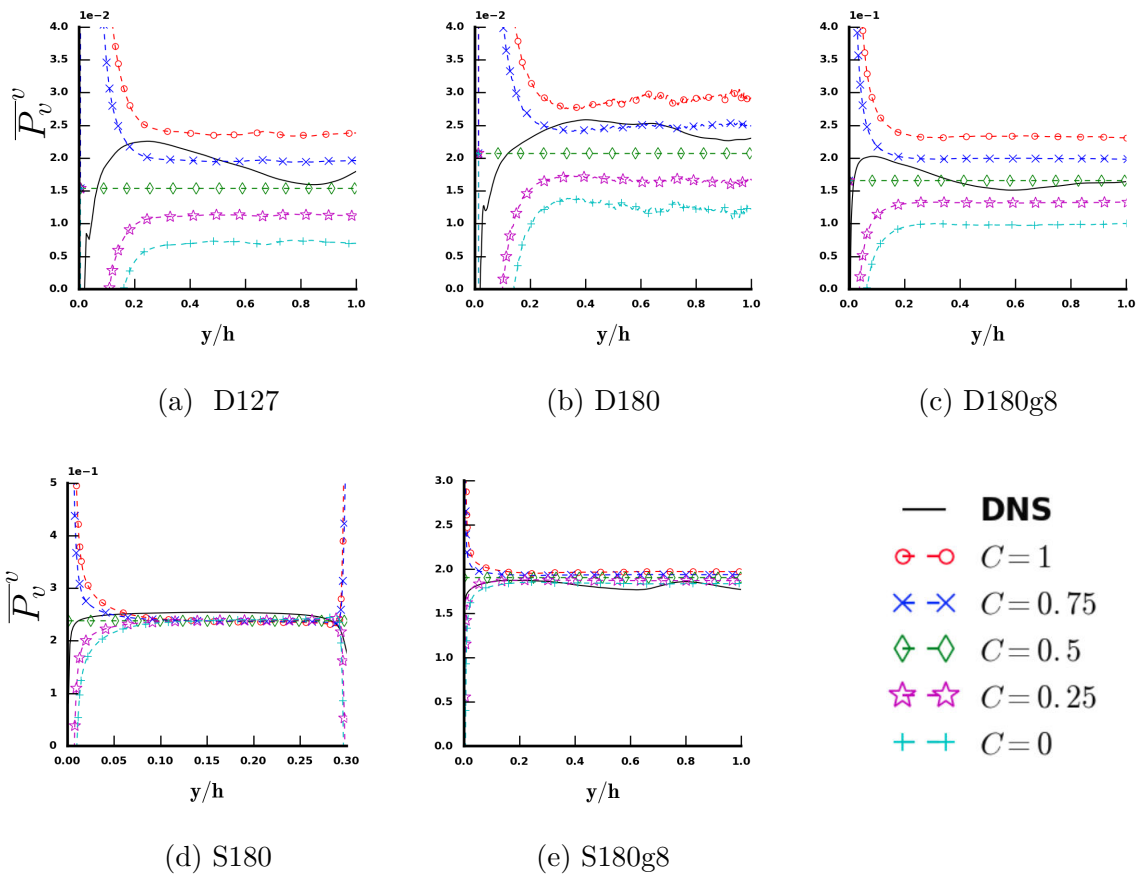 1e−2 1e−2 1e−1
4.0 4.0 4.0
3.5 3.5 3.5
3.0 3.0 3.0
2.5 2.5 2.5
2.0 2.0 2.0
1.5 1.5 1.5
1.0 1.0 1.0
0.5 0.5 0.5
0.0 0.0 0.0
$\overline{P_v}^v$
0.0 0.2 0.4 0.6 0.8 1.0 0.0 0.2 0.4 0.6 0.8 1.0 0.0 0.2 0.4 0.6 0.8 1.0
y/h y/h y/h
(a) D127 (b) D180 (c) D180g8
1e−1
5 3.0
4 2.5
3 2.0
2 1.5
1 1.0
0.5
0 0.0
$\overline{P_v}^v$
0.00 0.05 0.10 0.15 0.20 0.25 0.30 0.0 0.2 0.4 0.6 0.8 1.0
y/h y/h
(d) S180 (e) S180g8
DNS
C = 1
C = 0.75
C = 0.5
C = 0.25
C = 0